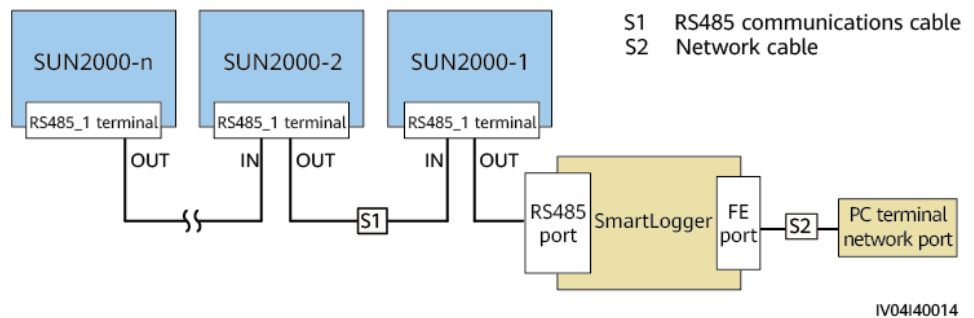 S1 RS485 communications cable
S2 Network cable
SUN2000-n
SUN2000-2
SUN2000-1
RS485_1 terminal
RS485_1 terminal
RS485_1 terminal
OUT
IN
OUT
IN
OUT
S1
RS485
port
SmartLogger
FE
port
S2
PC terminal
network port
IV04I40014